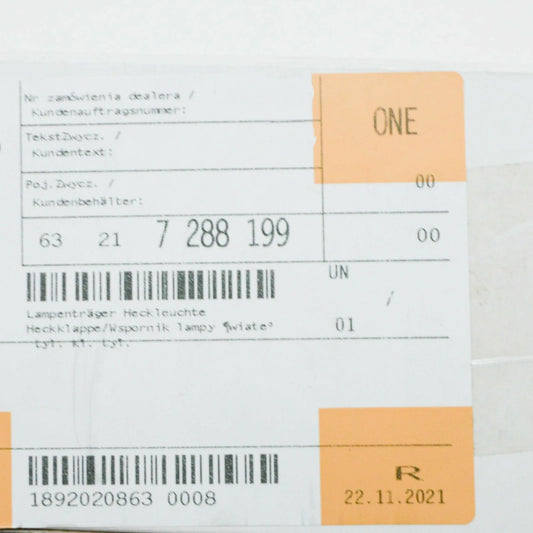 Nr zamówienia dealera /
Kundenauftragsnummer:
ONE
TekstZwycz. /
Kundentext:
Poj.Zwycz. /
Kundenbehälter:
00
63 21 7 288 199
00
UN
/
Lampenträger Heckleuchte
Heckklappe/Wspornik lampy ¶wiateª
01
tyl. kl. tyl.
1892020863 0008
R
22.11.2021